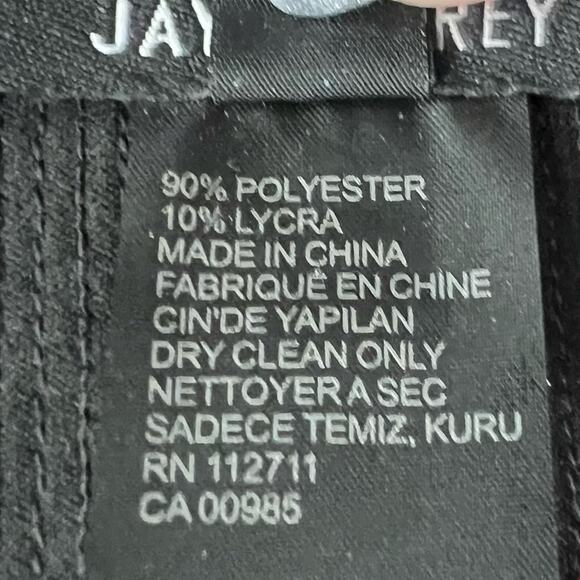 JAY REY
90% POLYESTER
10% LYCRA
MADE IN CHINA
FABRIQUÉ EN CHINE
GIN'DE YAPILAN
DRY CLEAN ONLY
NETTOYER A SEC
SADECE TEMIZ, KURU
RN 112711
CA 00985